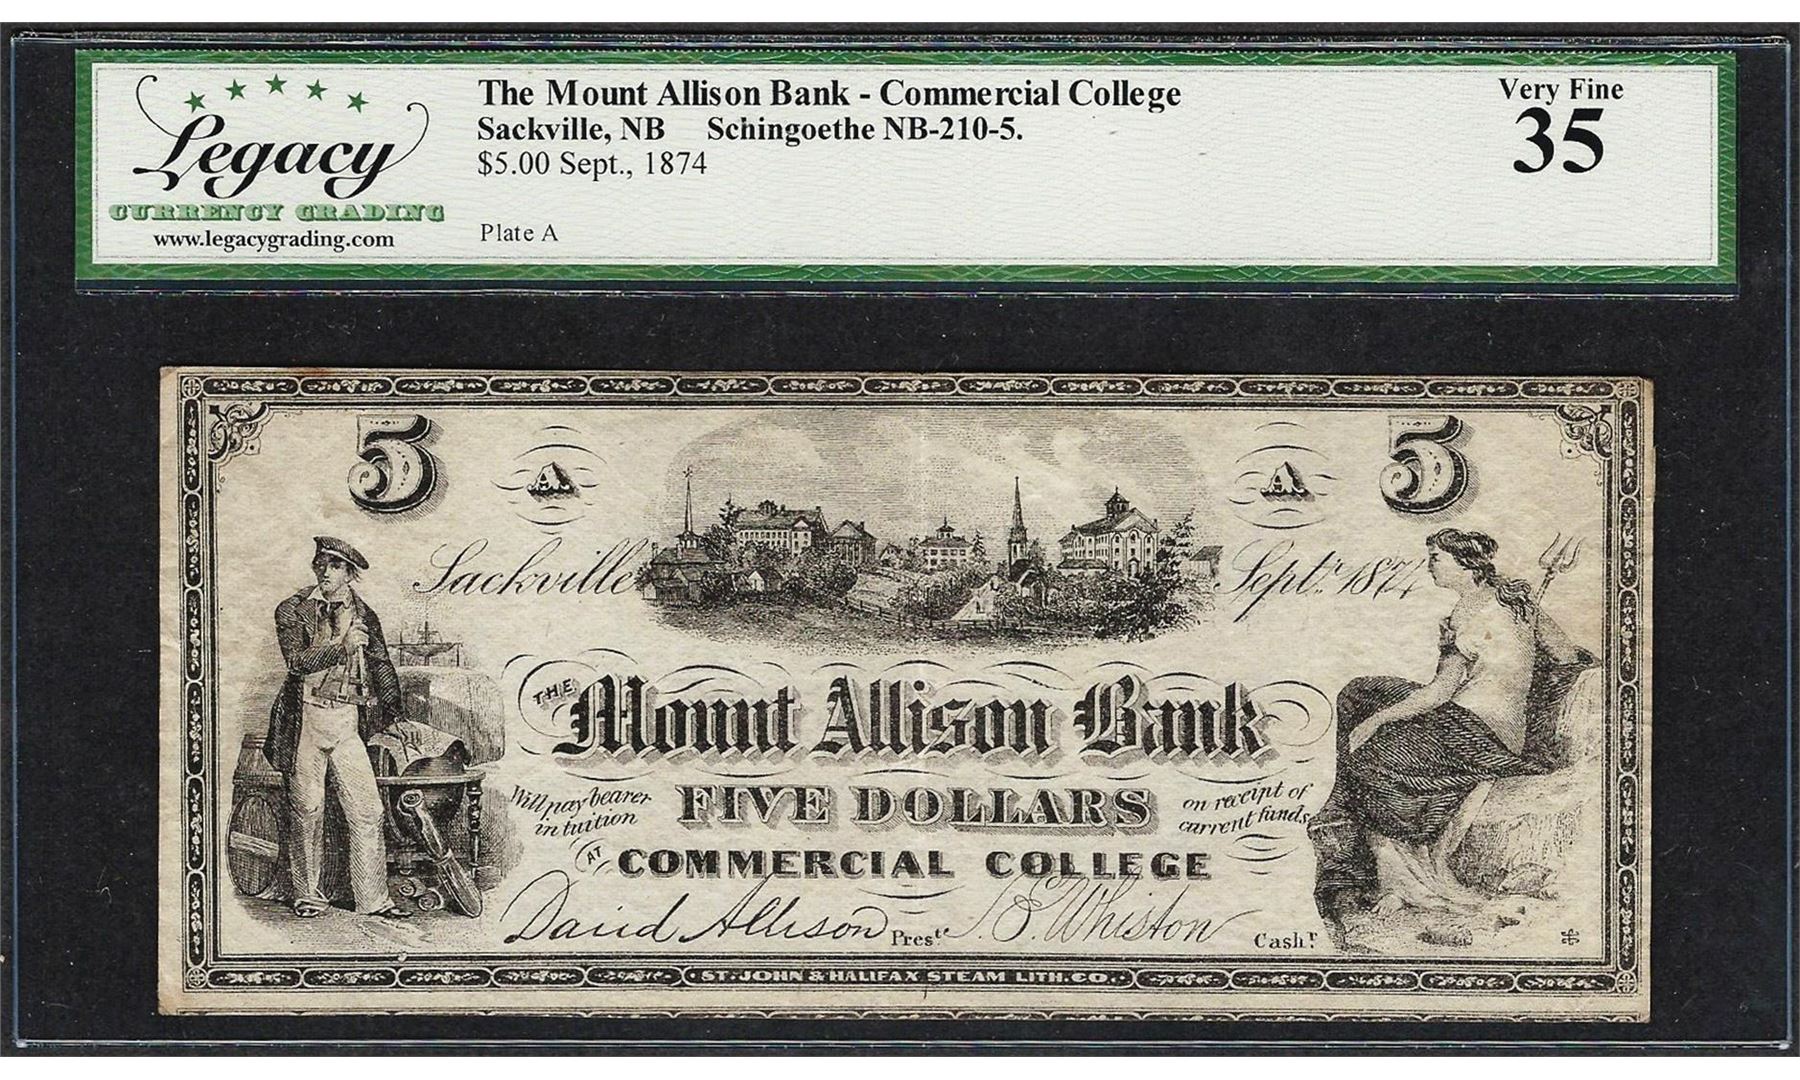 Legacy
CURRENCY GRADING
www.legacygrading.com
The Mount Allison Bank - Commercial College
Sackville, NB Schingoethe NB-210-5.
$5.00 Sept., 1874
Plate A
Very Fine
35
5 A A 5
Sackville Septr. 1874
THE Mount Allison Bank
Will pay bearer in tuition
FIVE DOLLARS
on receipt of current funds
AT COMMERCIAL COLLEGE
David Allison Prest. S. E. Whiston Cashr
ST. JOHN & HALIFAX STEAM LITH. CO.